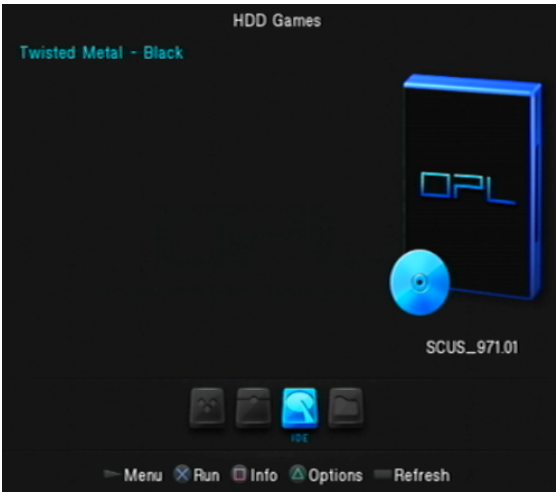 HDD Games
Twisted Metal - Black
OPL
SCUS_971.01
IDE
Menu Run Info Options Refresh